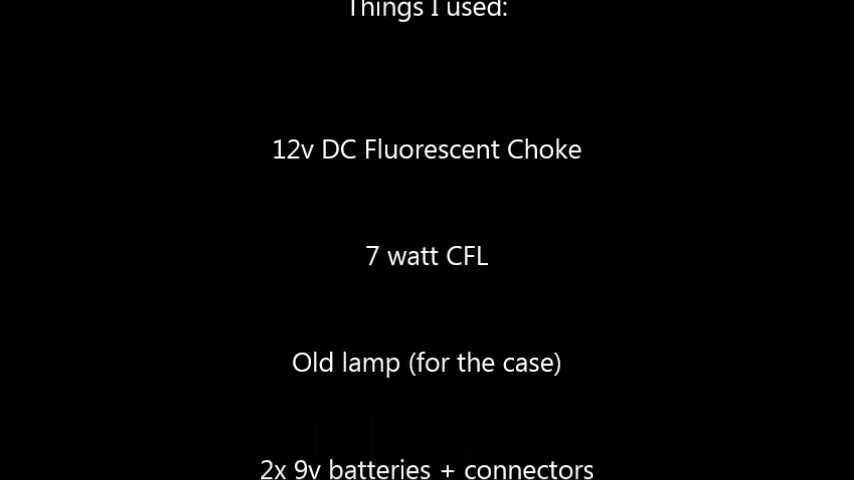 Things I used:
12v DC Fluorescent Choke
7 watt CFL
Old lamp (for the case)
2x 9v batteries + connectors